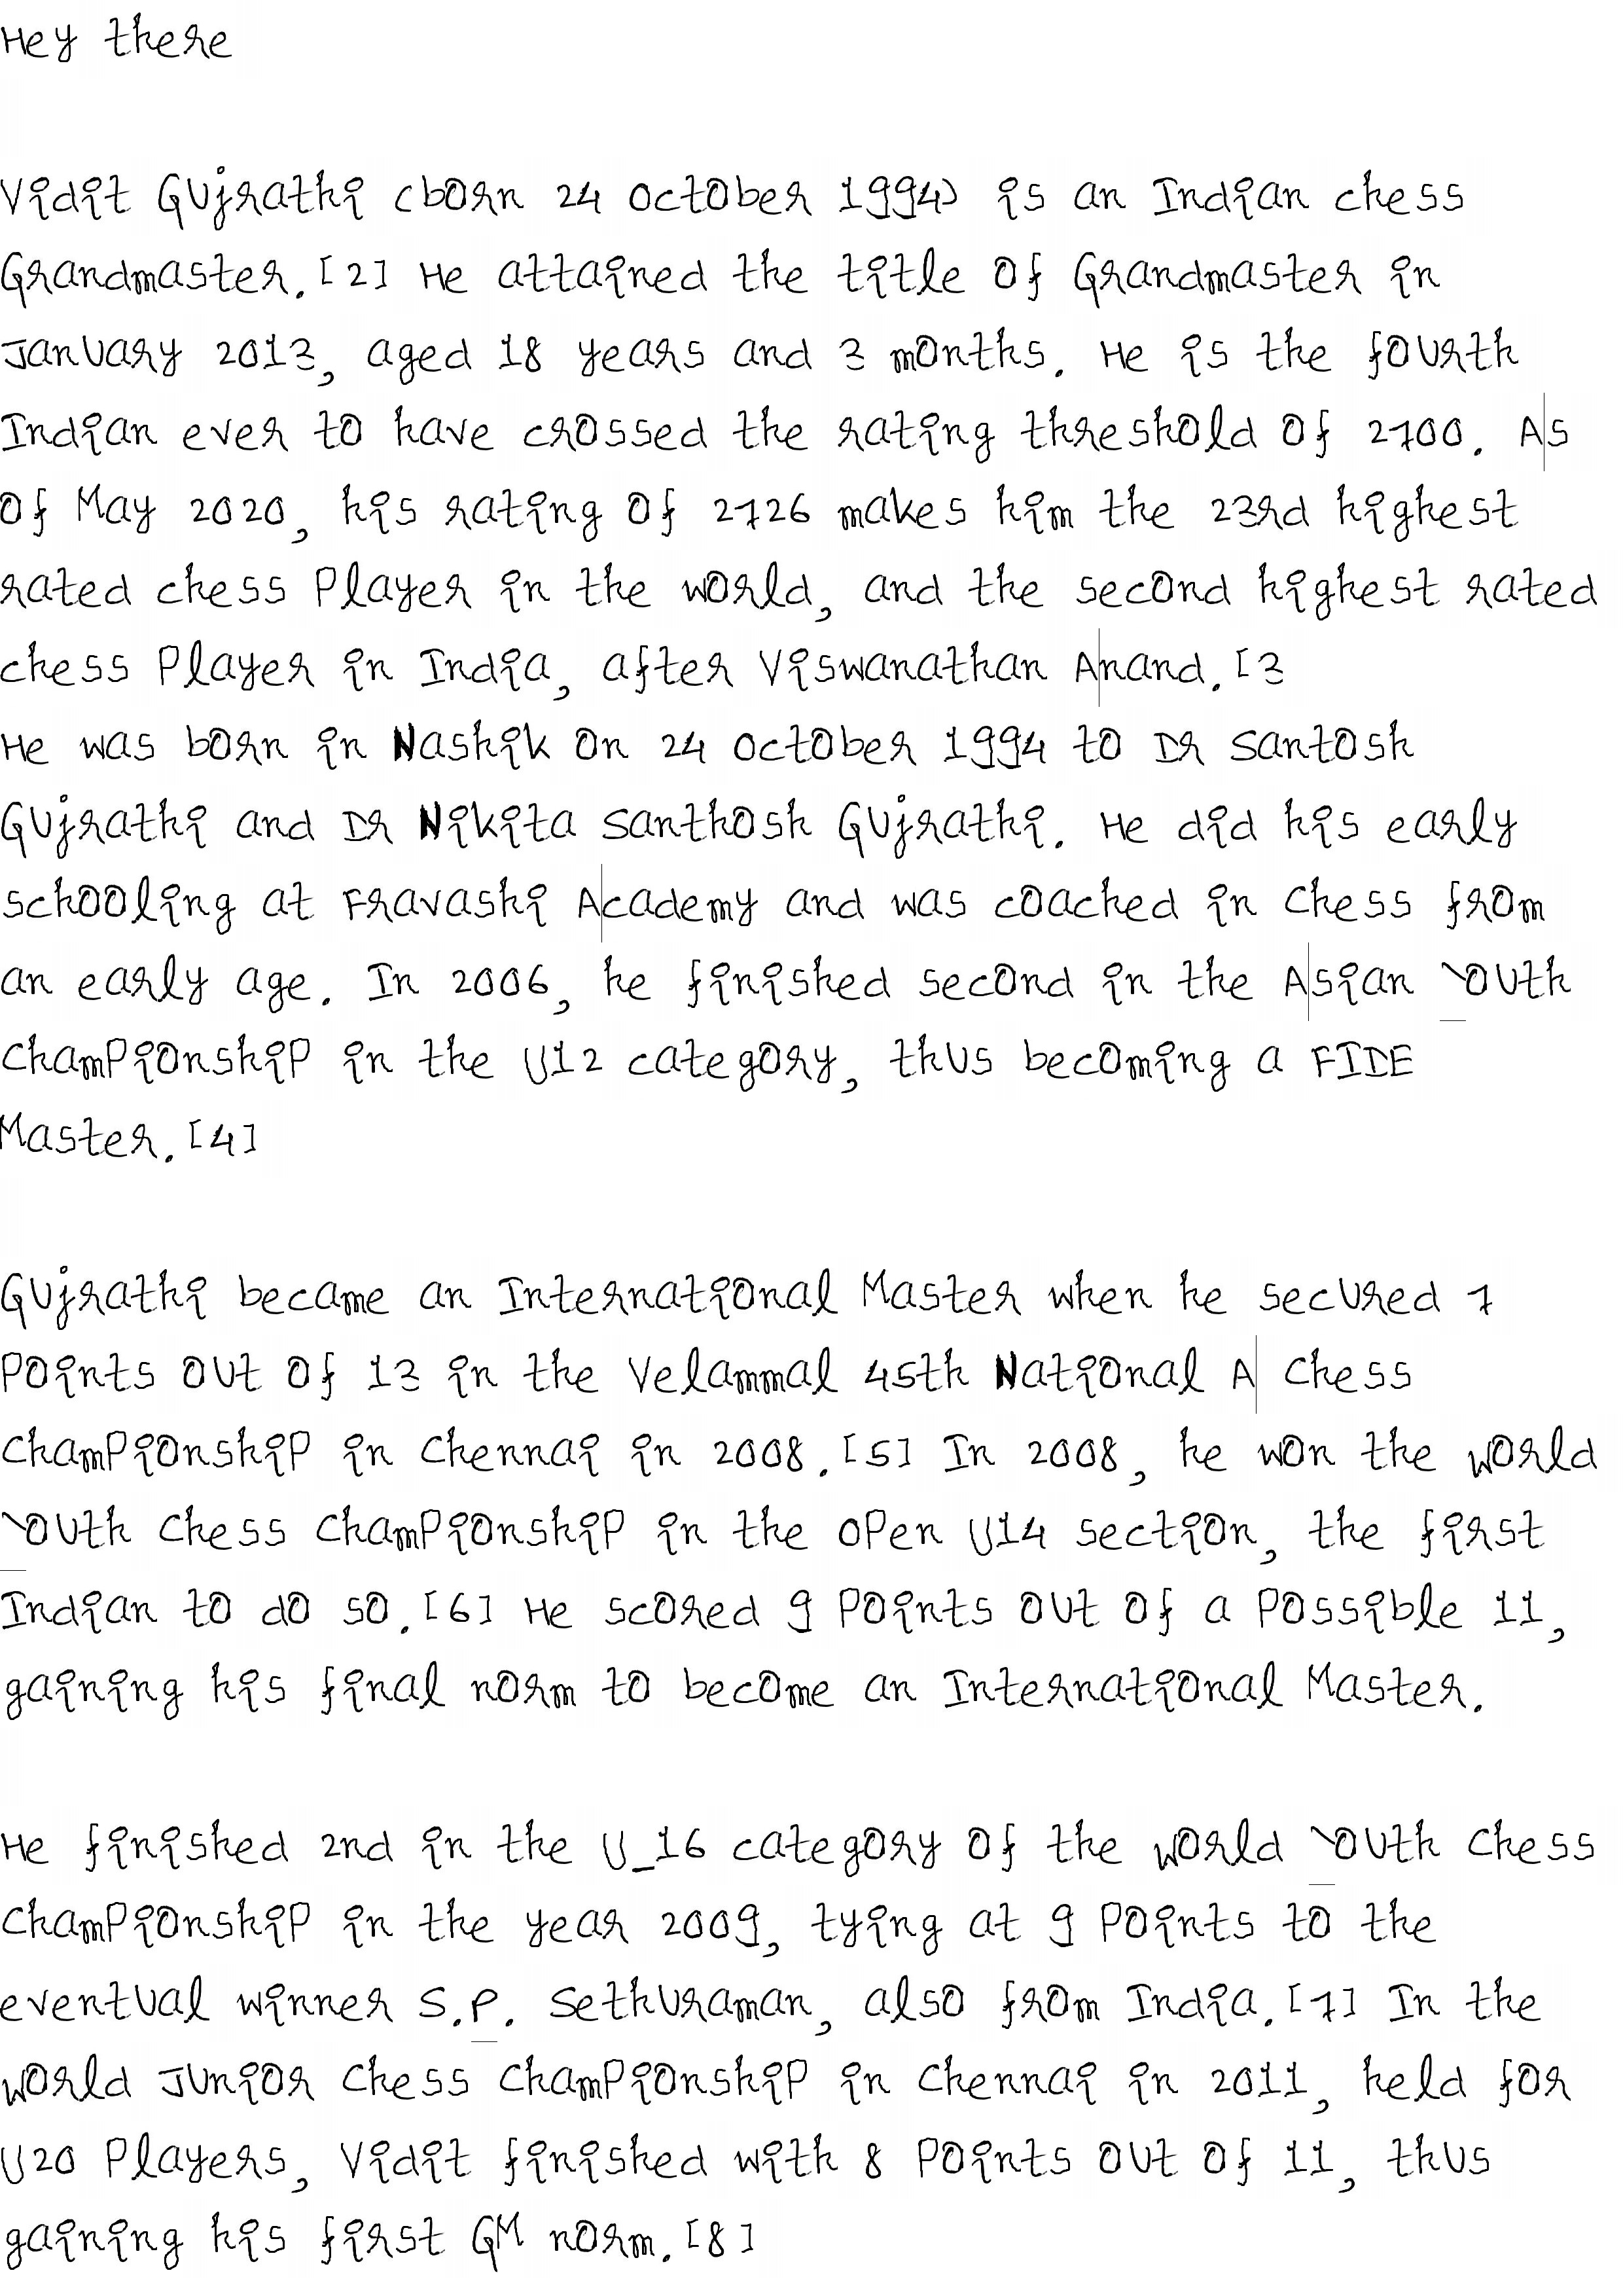 Hey there
Vidit Gujrathi (born 24 October 1994) is an Indian chess
Grandmaster.[2] He attained the title of Grandmaster in
January 2013, aged 18 years and 3 months. He is the fourth
Indian ever to have crossed the rating threshold of 2700. As
of May 2020, his rating of 2726 makes him the 23rd highest
rated chess player in the world, and the second highest rated
chess player in India, after Viswanathan Anand.[3
He was born in Nashik on 24 October 1994 to Dr Santosh
Gujrathi and Dr Nikita Santhosh Gujrathi. He did his early
schooling at Fravashi Academy and was coached in Chess from
an early age. In 2006, he finished second in the Asian Youth
Championship in the U12 category, thus becoming a FIDE
Master.[4]
Gujrathi became an International Master when he secured 7
points out of 13 in the Velammal 45th National A Chess
Championship in Chennai in 2008.[5] In 2008, he won the World
Youth Chess Championship in the Open U14 section, the first
Indian to do so.[6] He scored 9 points out of a possible 11,
gaining his final norm to become an International Master.
He finished 2nd in the U_16 category of the World Youth Chess
Championship in the year 2009, tying at 9 points to the
eventual winner S.P. Sethuraman, also from India.[7] In the
World Junior Chess Championship in Chennai in 2011, held for
U20 players, Vidit finished with 8 points out of 11, thus
gaining his first GM norm.[8]